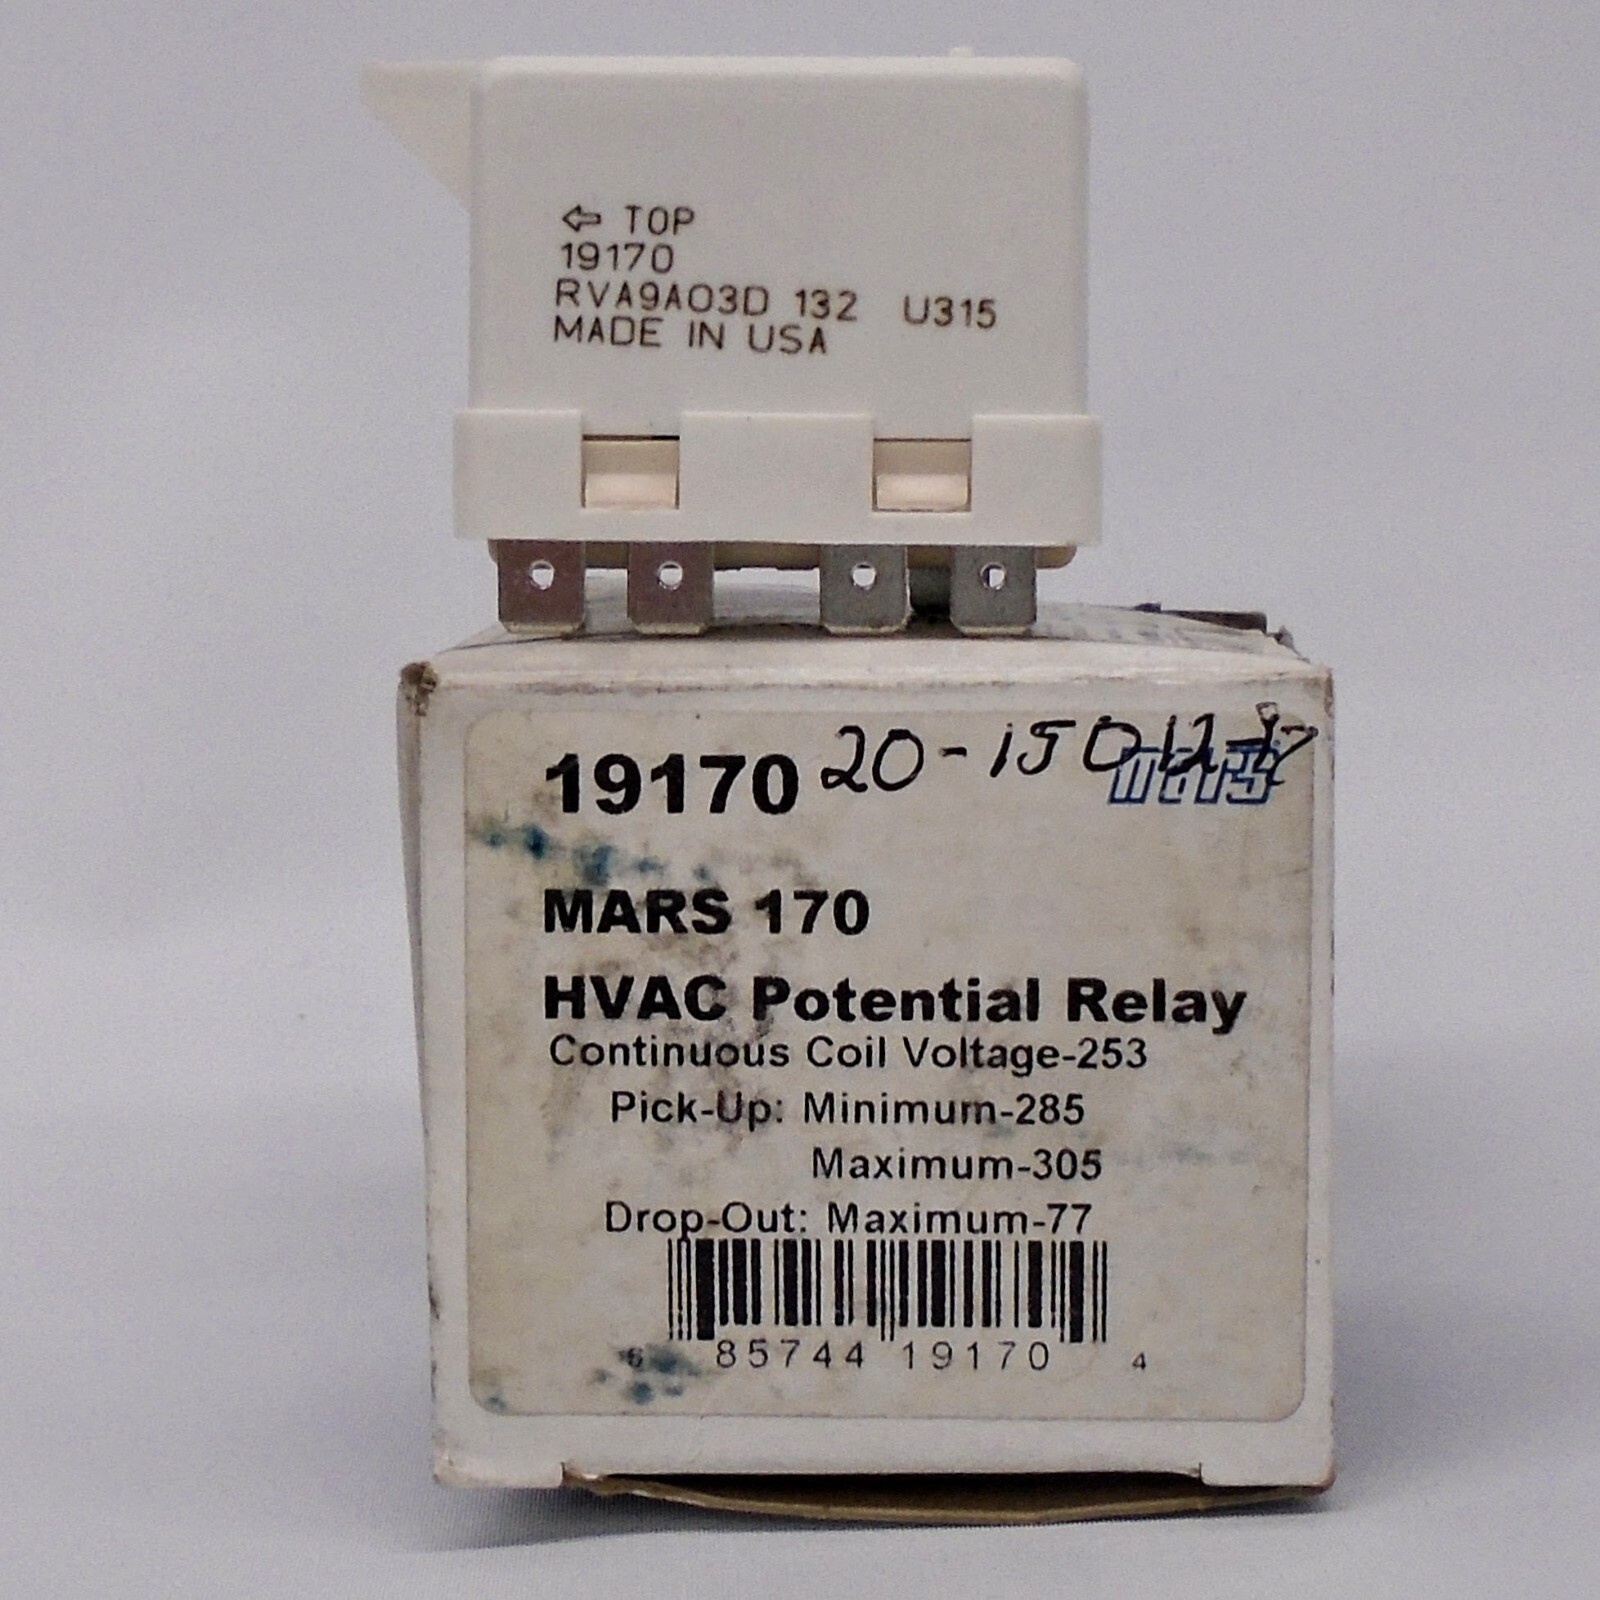 ⇦ TOP
19170
RVA9A03D 132 U315
MADE IN USA
19170 20-150
mars
MARS 170
HVAC Potential Relay
Continuous Coil Voltage-253
Pick-Up: Minimum-285
Maximum-305
Drop-Out: Maximum-77
6 85744 19170 4